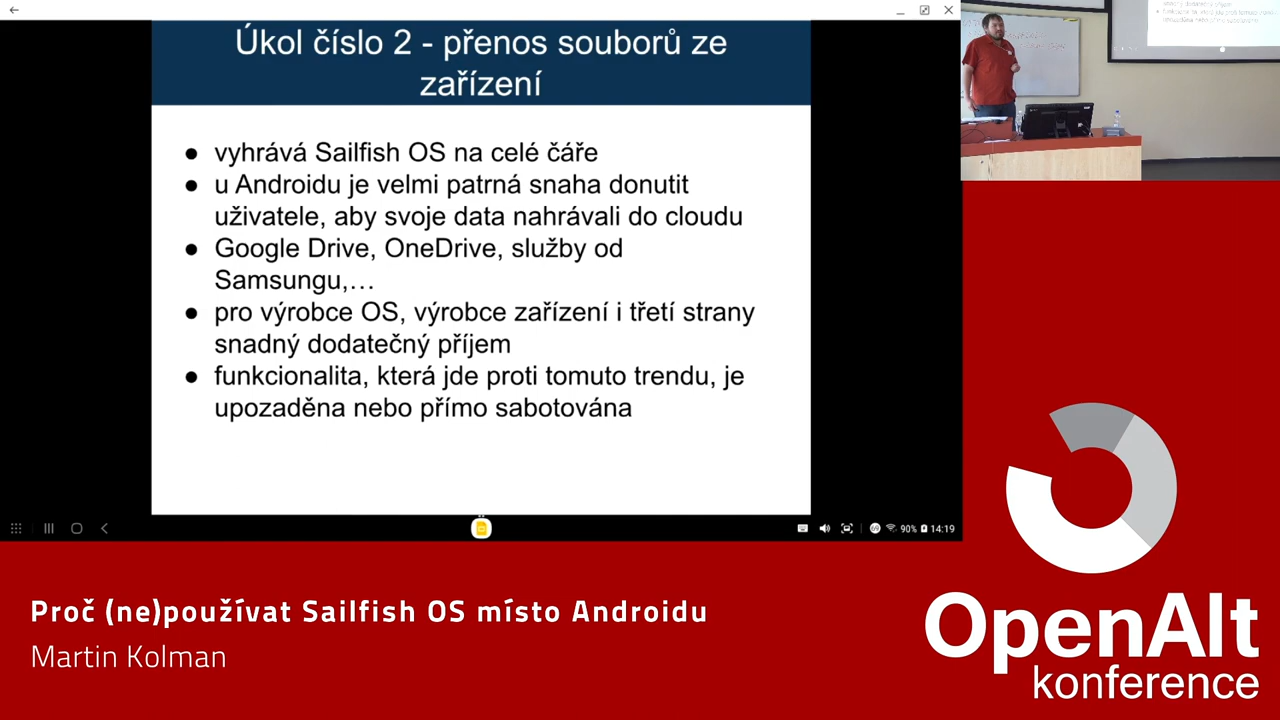 Úkol číslo 2 - přenos souborů ze
zařízení
● vyhrává Sailfish OS na celé čáře
● u Androidu je velmi patrná snaha donutit
uživatele, aby svoje data nahrávali do cloudu
● Google Drive, OneDrive, služby od
Samsungu,...
● pro výrobce OS, výrobce zařízení i třetí strany
snadný dodatečný příjem
● funkcionalita, která jde proti tomuto trendu, je
upozaděna nebo přímo sabotována
90% 14:19
Proč (ne)používat Sailfish OS místo Androidu
Martin Kolman
OpenAlt
konference